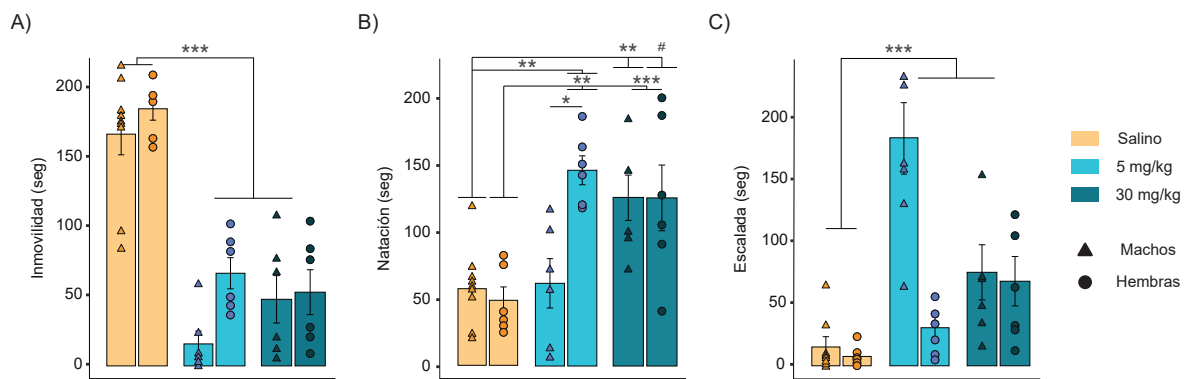 A)
Inmovilidad (seg)
200
150
100
50
0
***
B)
Natación (seg)
200
150
100
50
0
**
#
**
**
***
*
C)
Escalada (seg)
200
150
100
50
0
***
Salino
5 mg/kg
30 mg/kg
Machos
Hembras